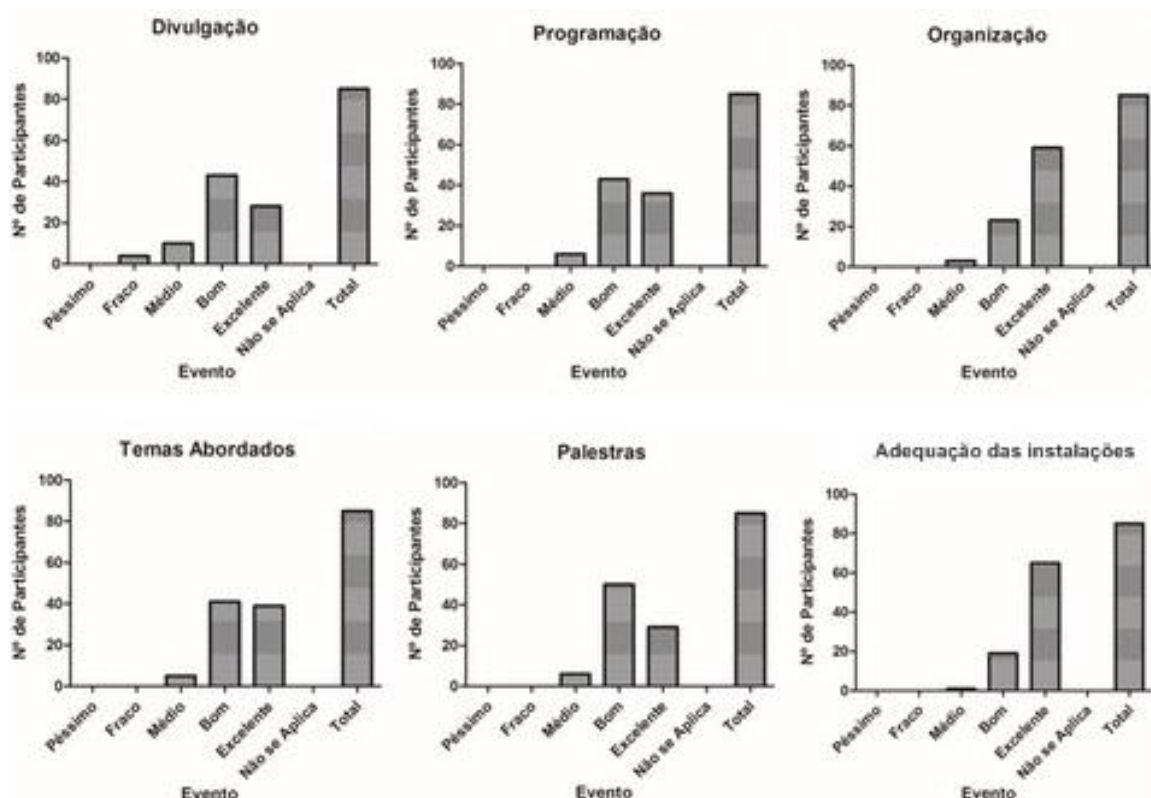 Divulgação
Nº de Participantes
100
80
60
40
20
0
Péssimo
Fraco
Médio
Bom
Excelente
Não se Aplica
Total
Evento
Programação
Nº de Participantes
100
80
60
40
20
0
Péssimo
Fraco
Médio
Bom
Excelente
Não se Aplica
Total
Evento
Organização
Nº de Participantes
100
80
60
40
20
0
Péssimo
Fraco
Médio
Bom
Excelente
Não se Aplica
Total
Evento
Temas Abordados
Nº de Participantes
100
80
60
40
20
0
Péssimo
Fraco
Médio
Bom
Excelente
Não se Aplica
Total
Evento
Palestras
Nº de Participantes
100
80
60
40
20
0
Péssimo
Fraco
Médio
Bom
Excelente
Não se Aplica
Total
Evento
Adequação das instalações
Nº de Participantes
100
80
60
40
20
0
Péssimo
Fraco
Médio
Bom
Excelente
Não se Aplica
Total
Evento